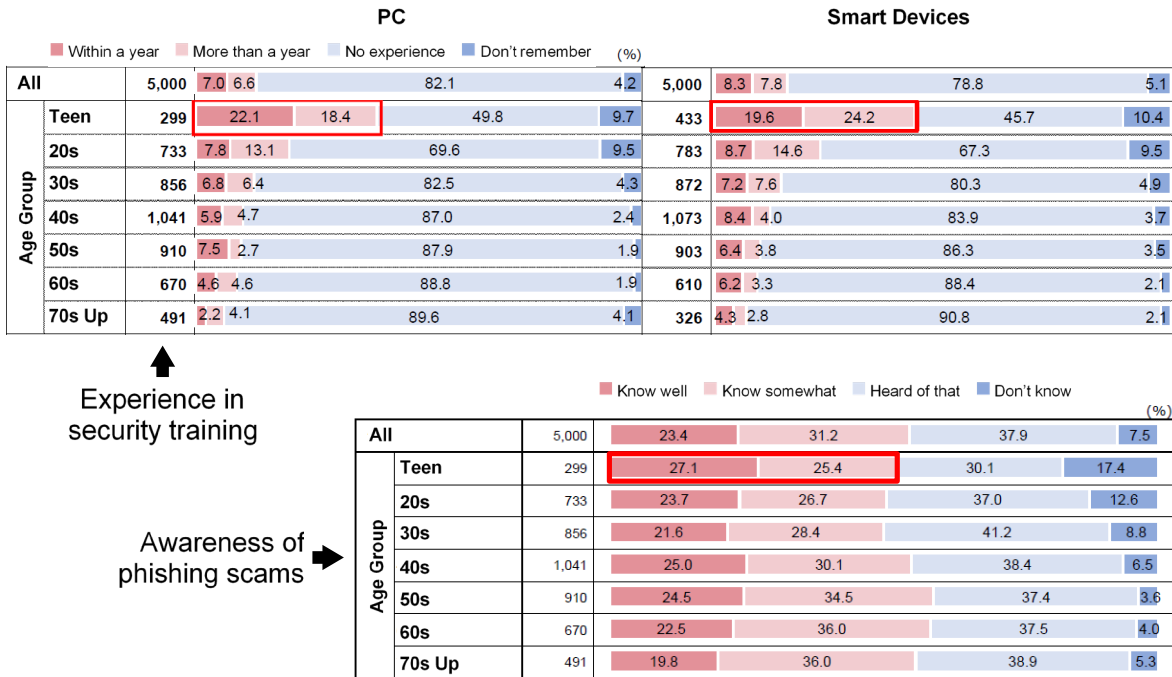 PC Smart Devices
Within a year More than a year No experience Don't remember (%)
All 5,000 7.0 6.6 82.1 4.2 5,000 8.3 7.8 78.8 5.1
Age Group
Teen 299 22.1 18.4 49.8 9.7 433 19.6 24.2 45.7 10.4
20s 733 7.8 13.1 69.6 9.5 783 8.7 14.6 67.3 9.5
30s 856 6.8 6.4 82.5 4.3 872 7.2 7.6 80.3 4.9
40s 1,041 5.9 4.7 87.0 2.4 1,073 8.4 4.0 83.9 3.7
50s 910 7.5 2.7 87.9 1.9 903 6.4 3.8 86.3 3.5
60s 670 4.6 4.6 88.8 1.9 610 6.2 3.3 88.4 2.1
70s Up 491 2.2 4.1 89.6 4.1 326 4.3 2.8 90.8 2.1
Experience in
security training
Know well Know somewhat Heard of that Don't know
(%)
All 5,000 23.4 31.2 37.9 7.5
Age Group
Teen 299 27.1 25.4 30.1 17.4
20s 733 23.7 26.7 37.0 12.6
30s 856 21.6 28.4 41.2 8.8
40s 1,041 25.0 30.1 38.4 6.5
50s 910 24.5 34.5 37.4 3.6
60s 670 22.5 36.0 37.5 4.0
70s Up 491 19.8 36.0 38.9 5.3
Awareness of
phishing scams